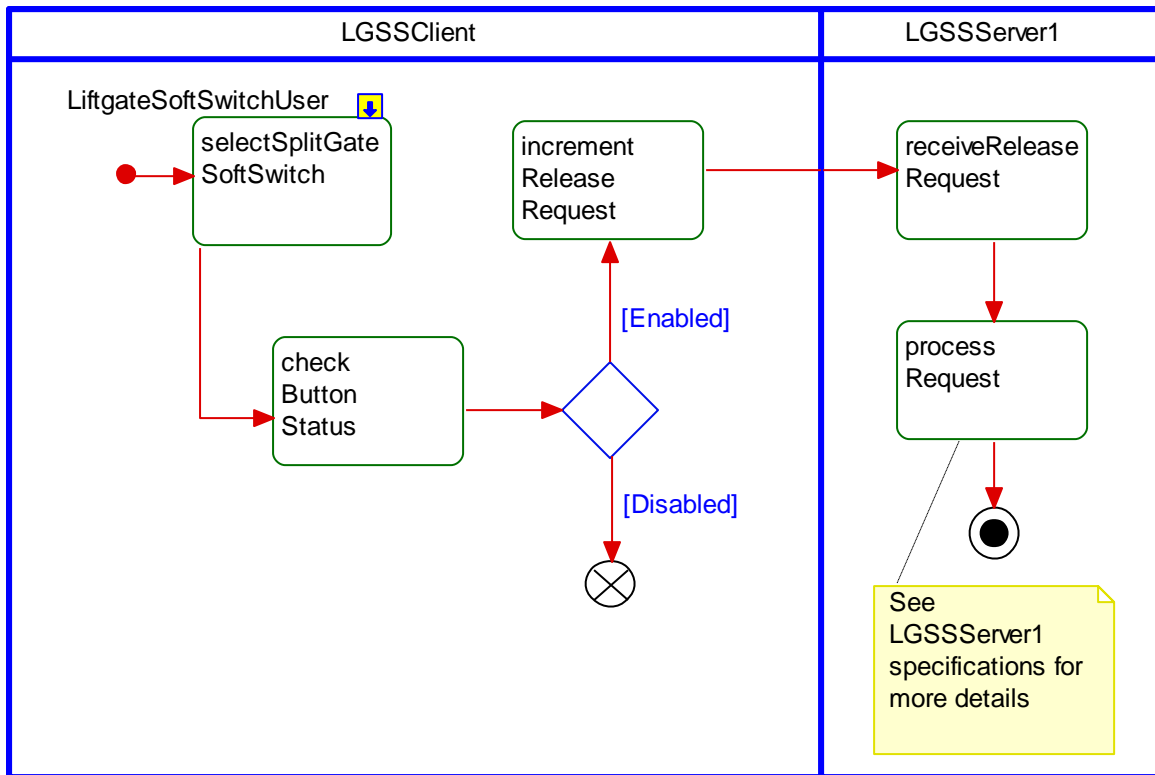 LGSSClient
LGSSServer1
LiftgateSoftSwitchUser
selectSplitGate
SoftSwitch
increment
Release
Request
receiveRelease
Request
[Enabled]
check
Button
Status
process
Request
[Disabled]
See
LGSSServer1
specifications for
more details